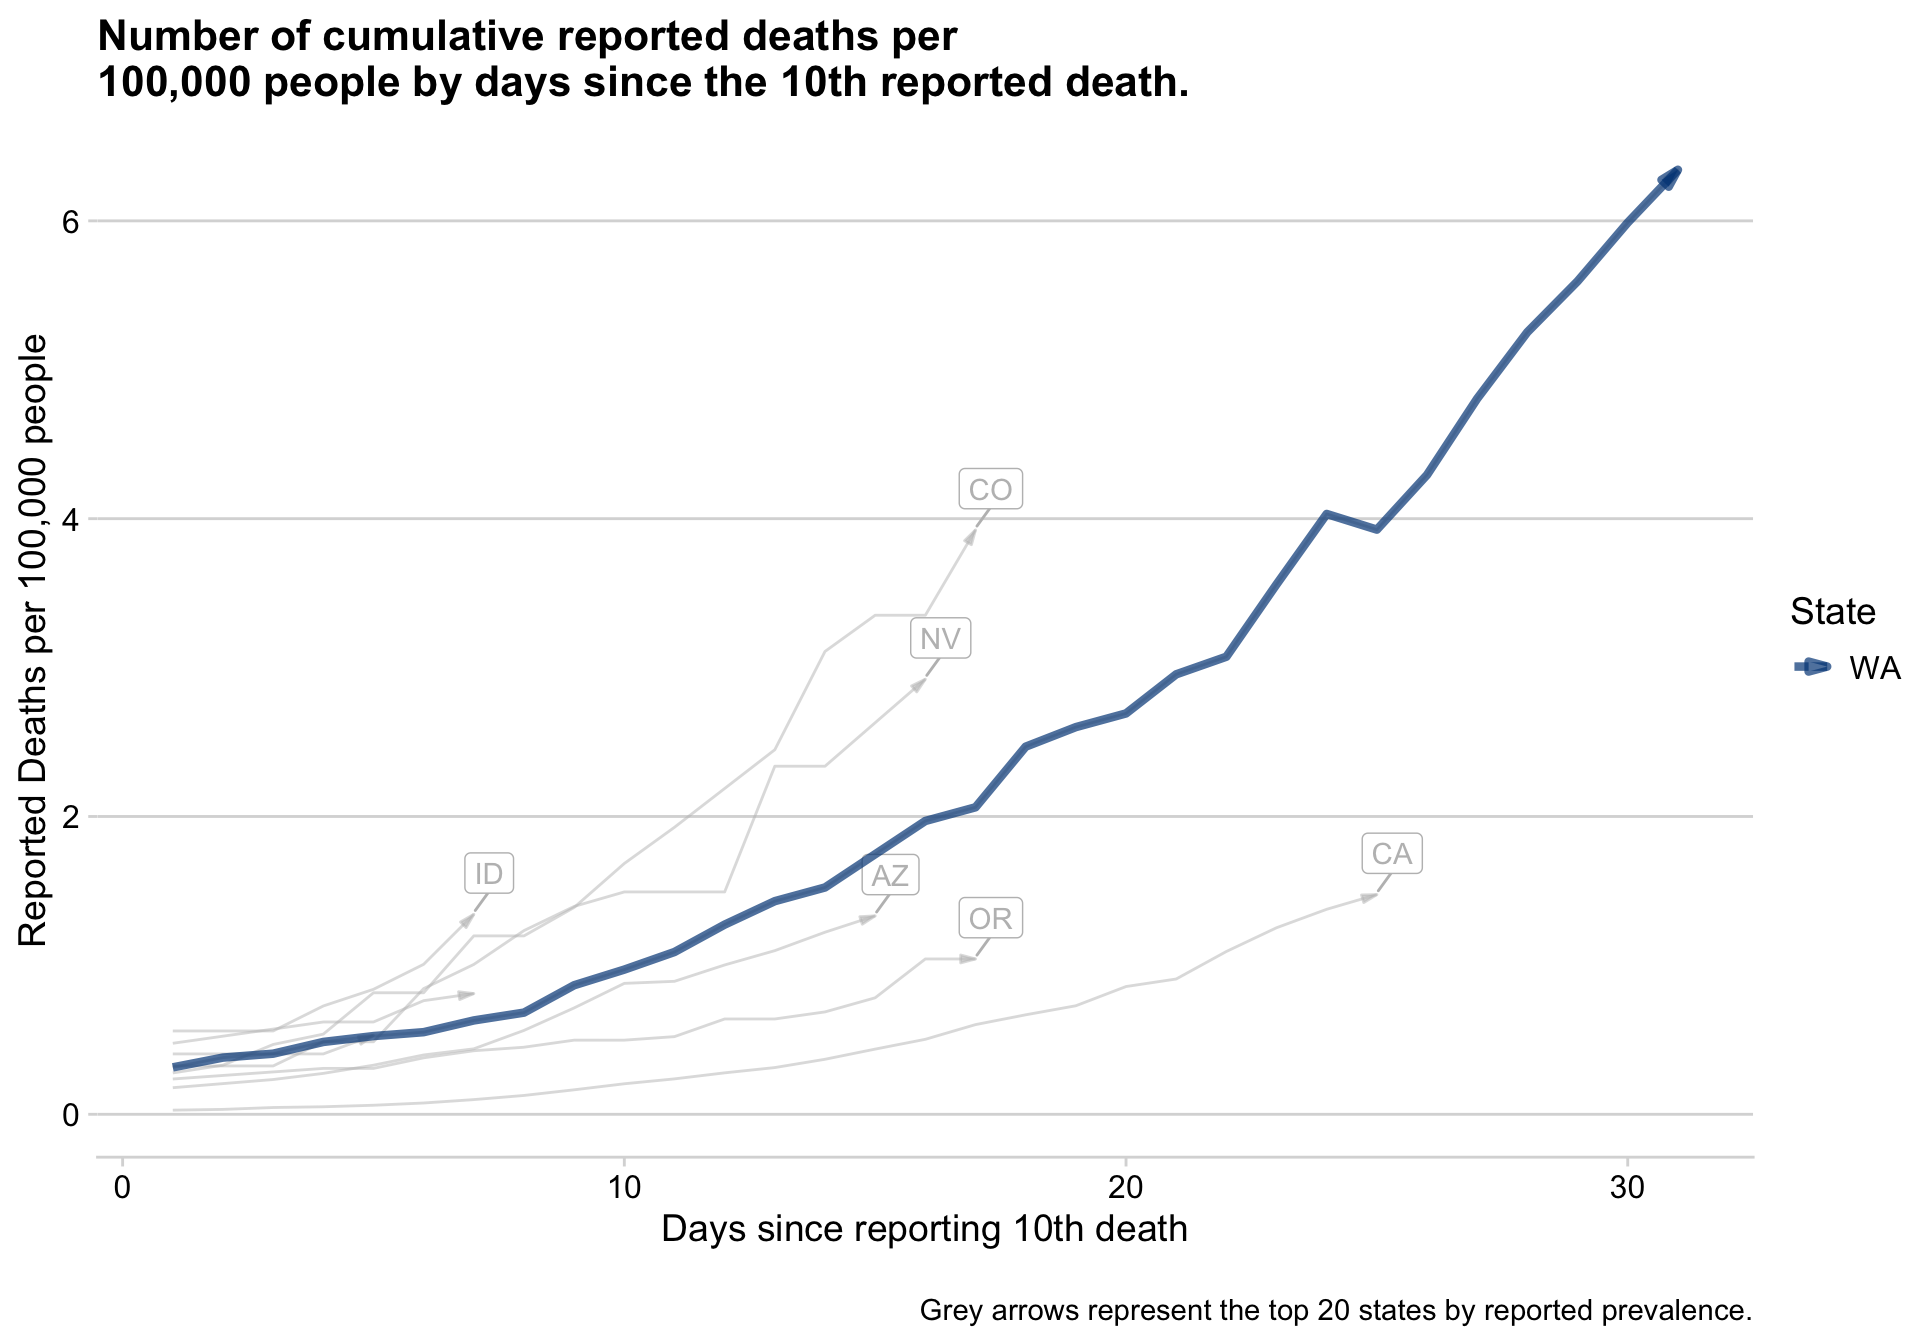 Number of cumulative reported deaths per
100,000 people by days since the 10th reported death.
Reported Deaths per 100,000 people
6
4
2
0
CO
NV
ID
AZ
OR
CA
State
WA
0 10 20 30
Days since reporting 10th death
Grey arrows represent the top 20 states by reported prevalence.